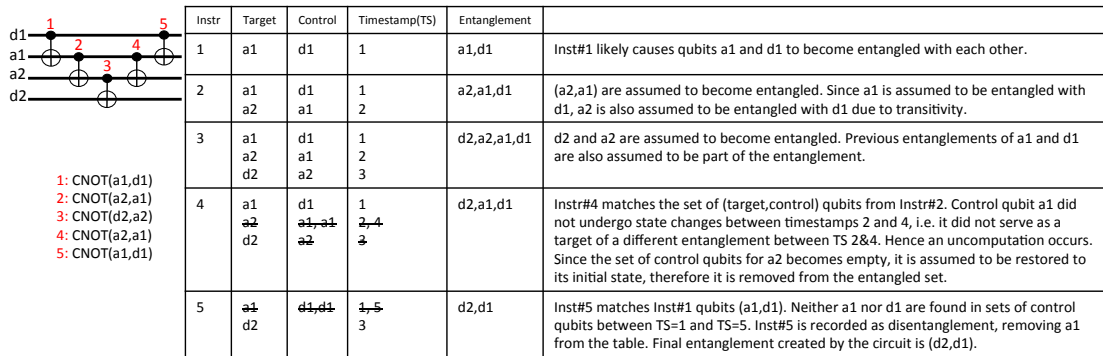 1
5
d1
2
4
a1
3
a2
d2
1: CNOT(a1,d1)
2: CNOT(a2,a1)
3: CNOT(d2,a2)
4: CNOT(a2,a1)
5: CNOT(a1,d1)
Instr Target Control Timestamp(TS) Entanglement
1 a1 d1 1 a1,d1 Inst#1 likely causes qubits a1 and d1 to become entangled with each other.
2 a1 d1 1 a2,a1,d1 (a2,a1) are assumed to become entangled. Since a1 is assumed to be entangled with
a2 a1 2 d1, a2 is also assumed to be entangled with d1 due to transitivity.
3 a1 d1 1 d2,a2,a1,d1 d2 and a2 are assumed to become entangled. Previous entanglements of a1 and d1
a2 a1 2 are also assumed to be part of the entanglement.
d2 a2 3
4 a1 d1 1 d2,a1,d1 Instr#4 matches the set of (target,control) qubits from Instr#2. Control qubit a1 did
a2 a1, a1 2, 4 not undergo state changes between timestamps 2 and 4, i.e. it did not serve as a
d2 a2 3 target of a different entanglement between TS 2&4. Hence an uncomputation occurs.
Since the set of control qubits for a2 becomes empty, it is assumed to be restored to
its initial state, therefore it is removed from the entangled set.
5 a1 d1,d1 1, 5 d2,d1 Inst#5 matches Inst#1 qubits (a1,d1). Neither a1 nor d1 are found in sets of control
d2 3 qubits between TS=1 and TS=5. Inst#5 is recorded as disentanglement, removing a1
from the table. Final entanglement created by the circuit is (d2,d1).